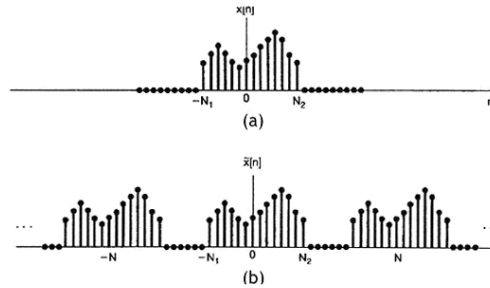 x[n]
-N₁ 0 N₂ n
(a)
x̃[n]
... -N -N₁ 0 N₂ N ...
(b)